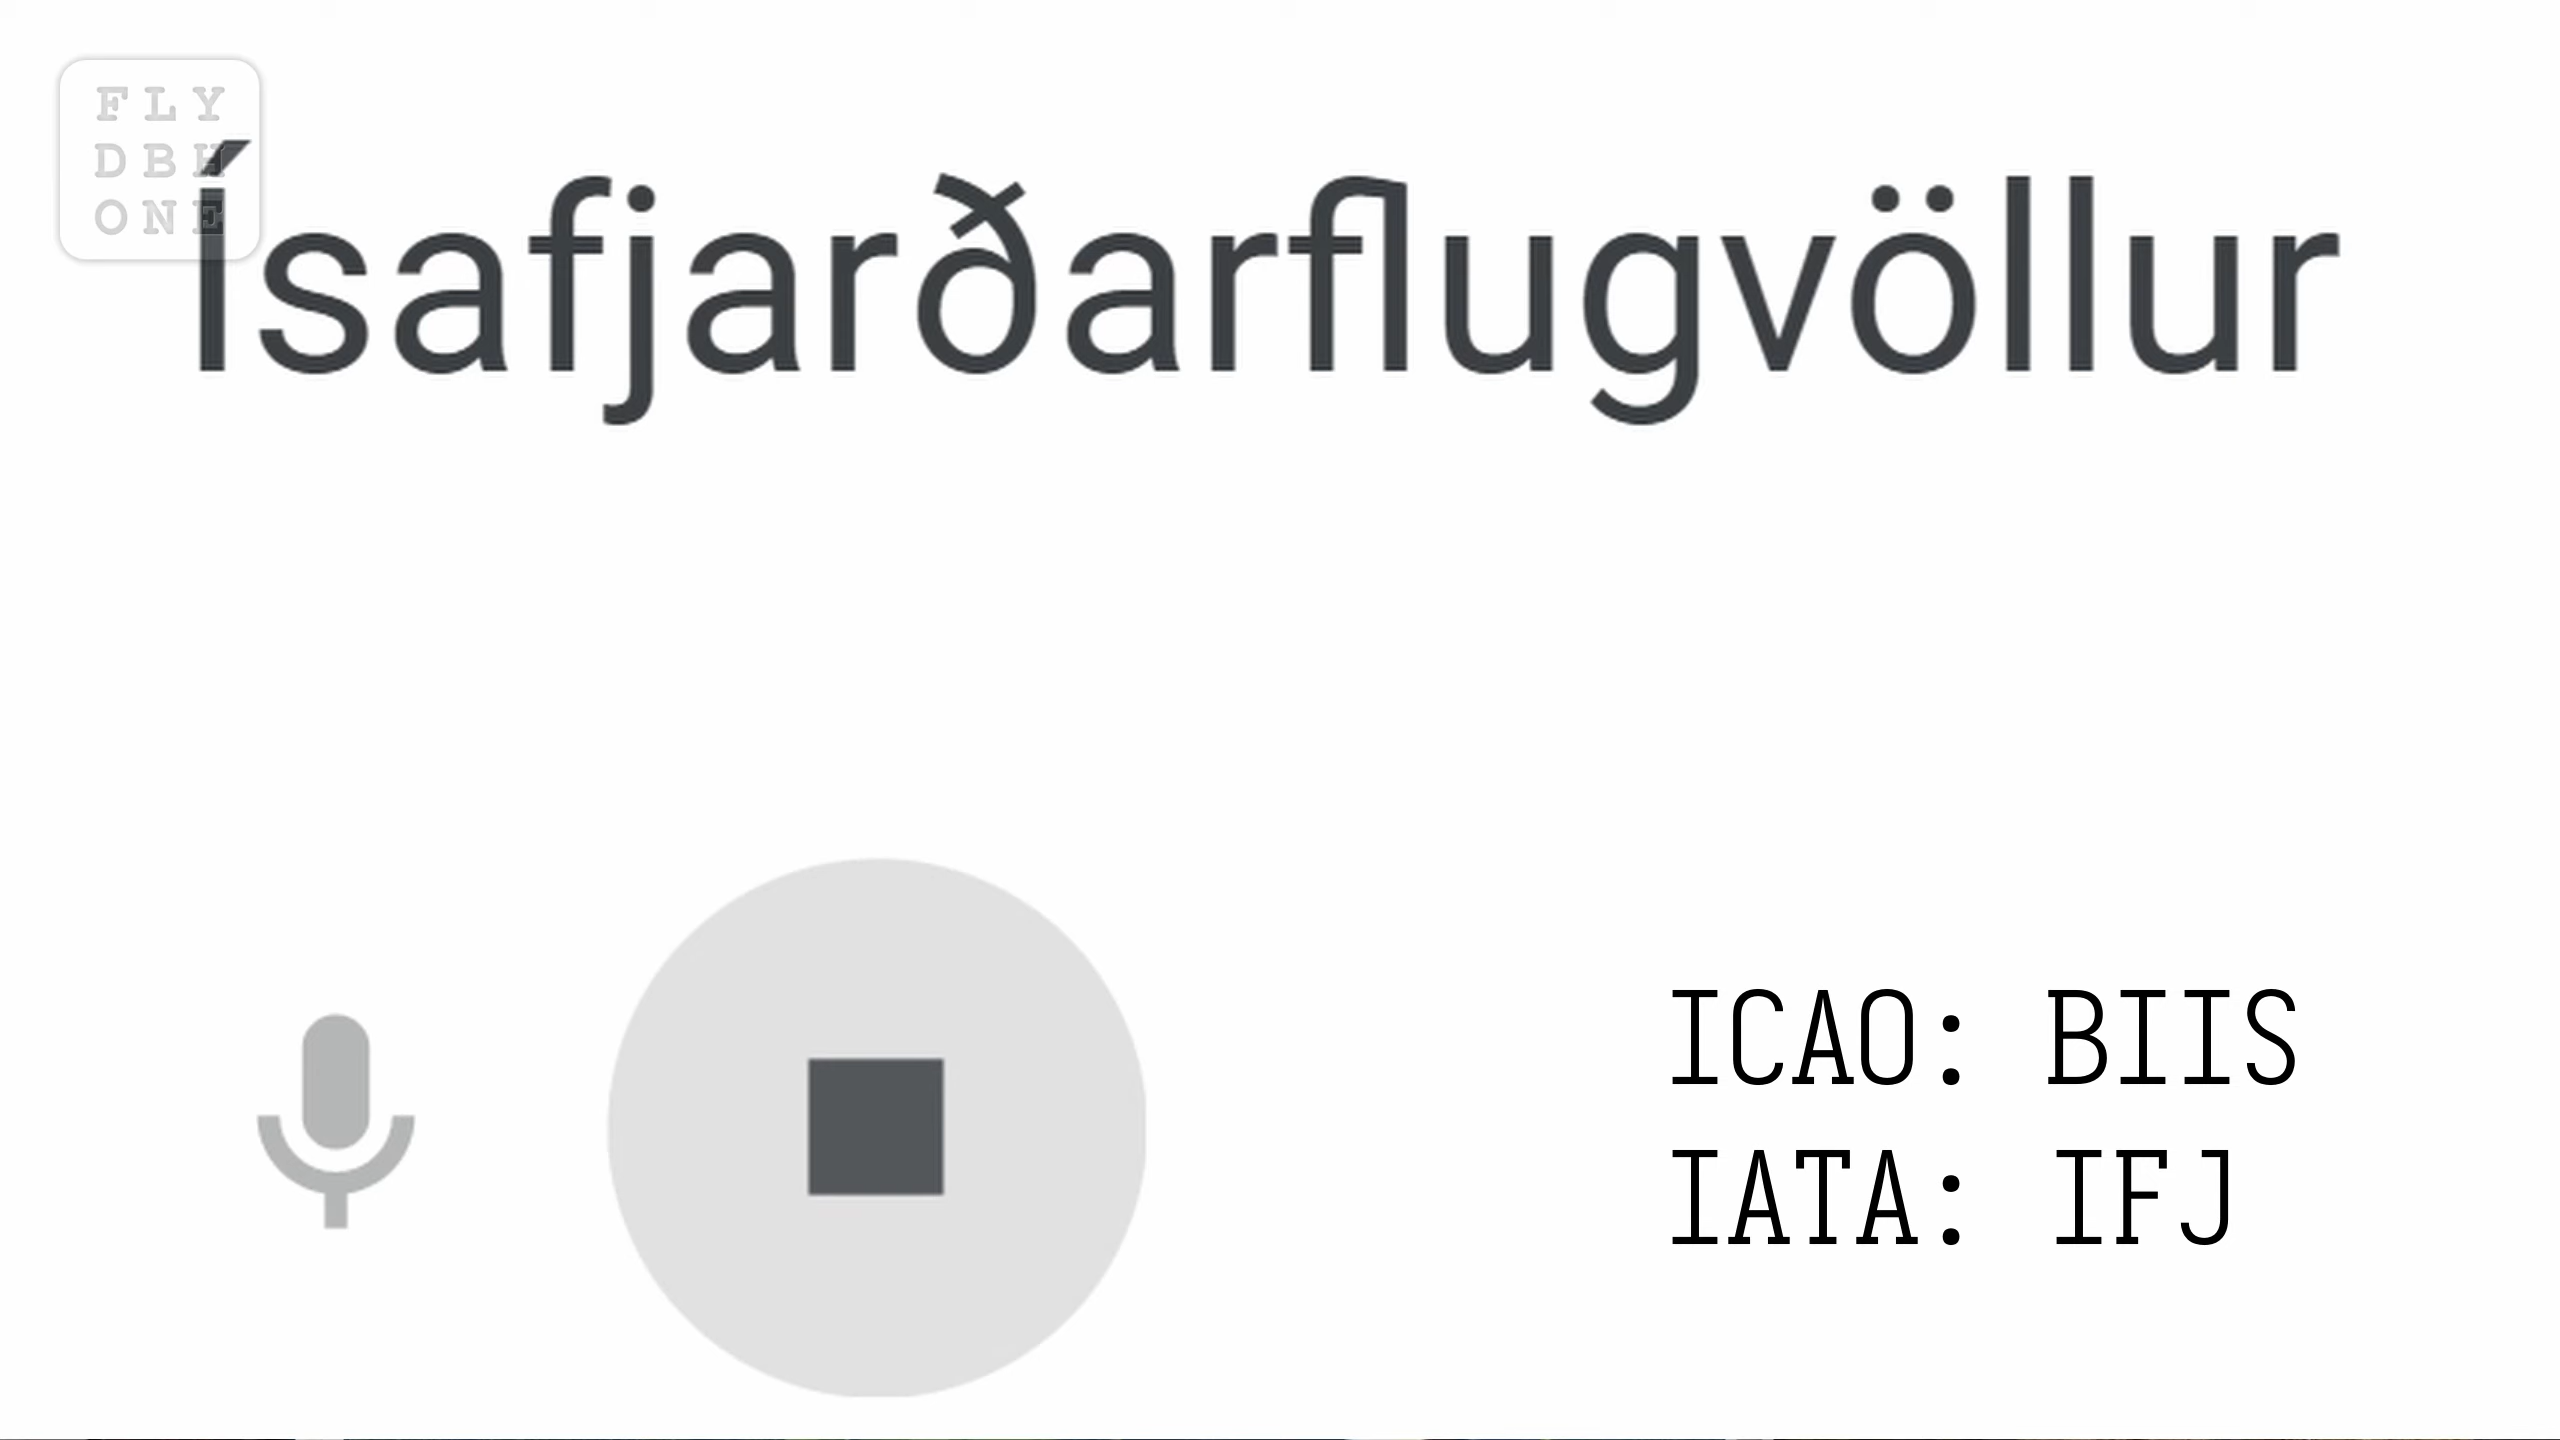 FLY
DBH
ONE
Ísafjarðarflugvöllur
ICAO: BIIS
IATA: IFJ